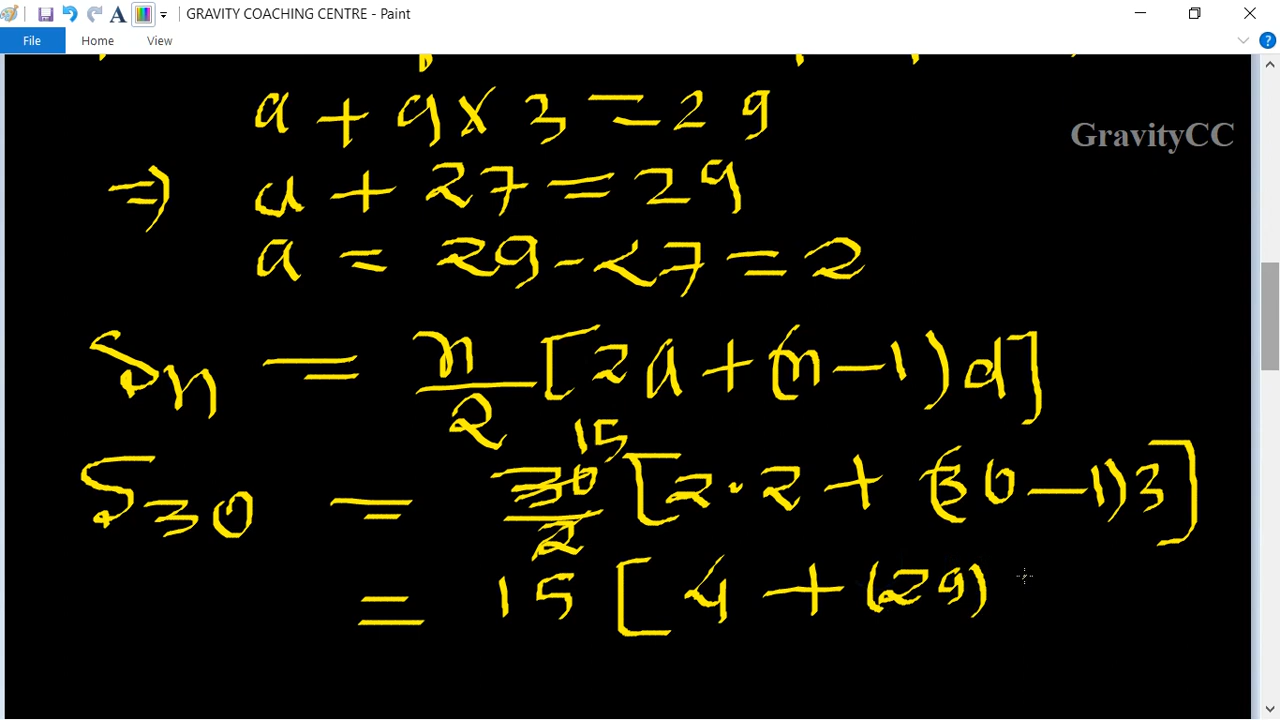 GRAVITY COACHING CENTRE - Paint
File Home View
a + 9 × 3 = 29
GravityCC
⇒ a + 27 = 29
a = 29 - 27 = 2
Sn = n/2 [2a + (n - 1) d]
15
S30 = 30/2 [2 · 2 + (30 - 1) 3]
= 15 [4 + (29)